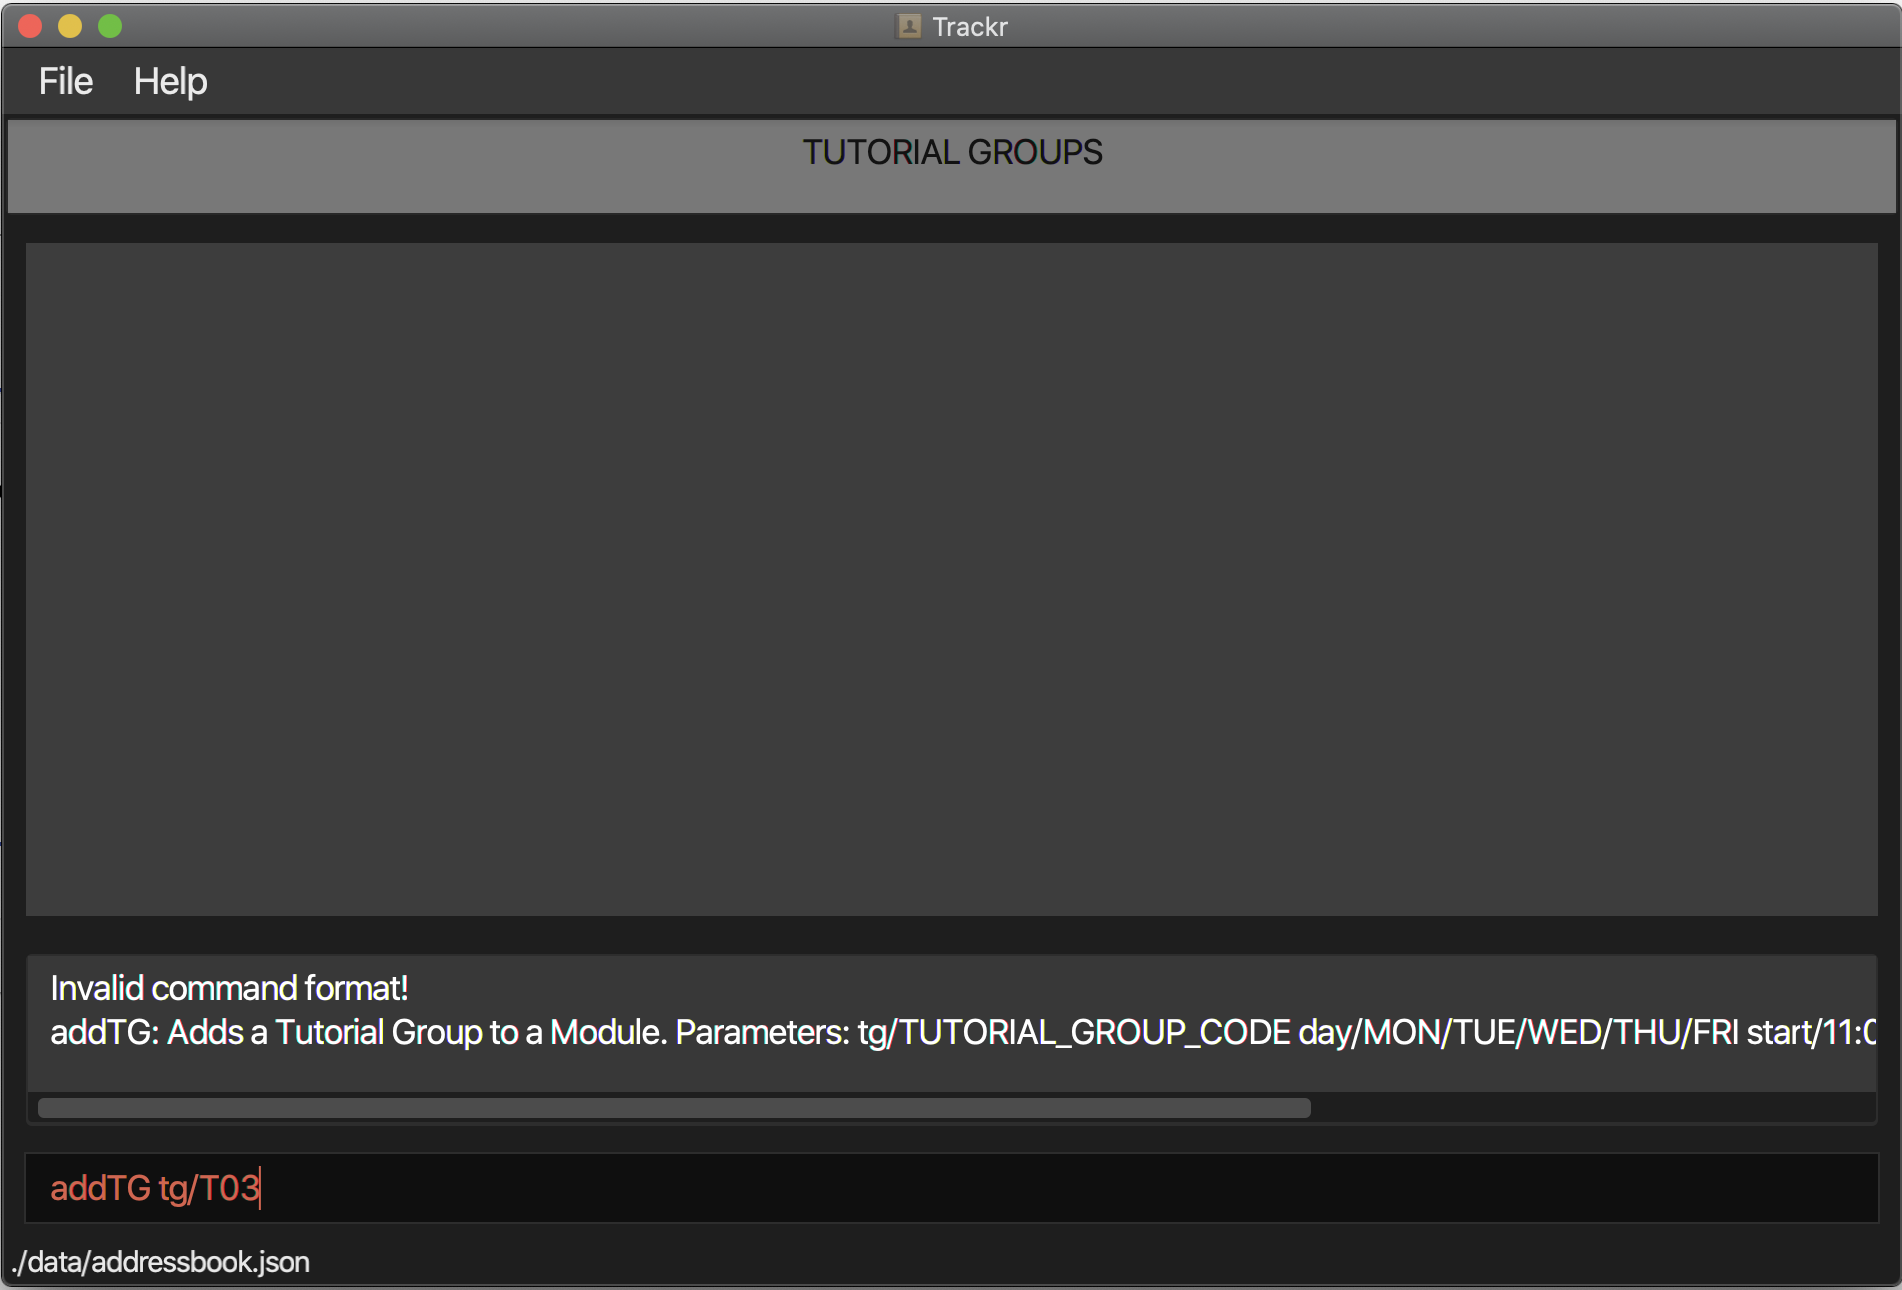 Trackr
File Help
TUTORIAL GROUPS
Invalid command format!
addTG: Adds a Tutorial Group to a Module. Parameters: tg/TUTORIAL_GROUP_CODE day/MON/TUE/WED/THU/FRI start/11:0
addTG tg/T03
./data/addressbook.json